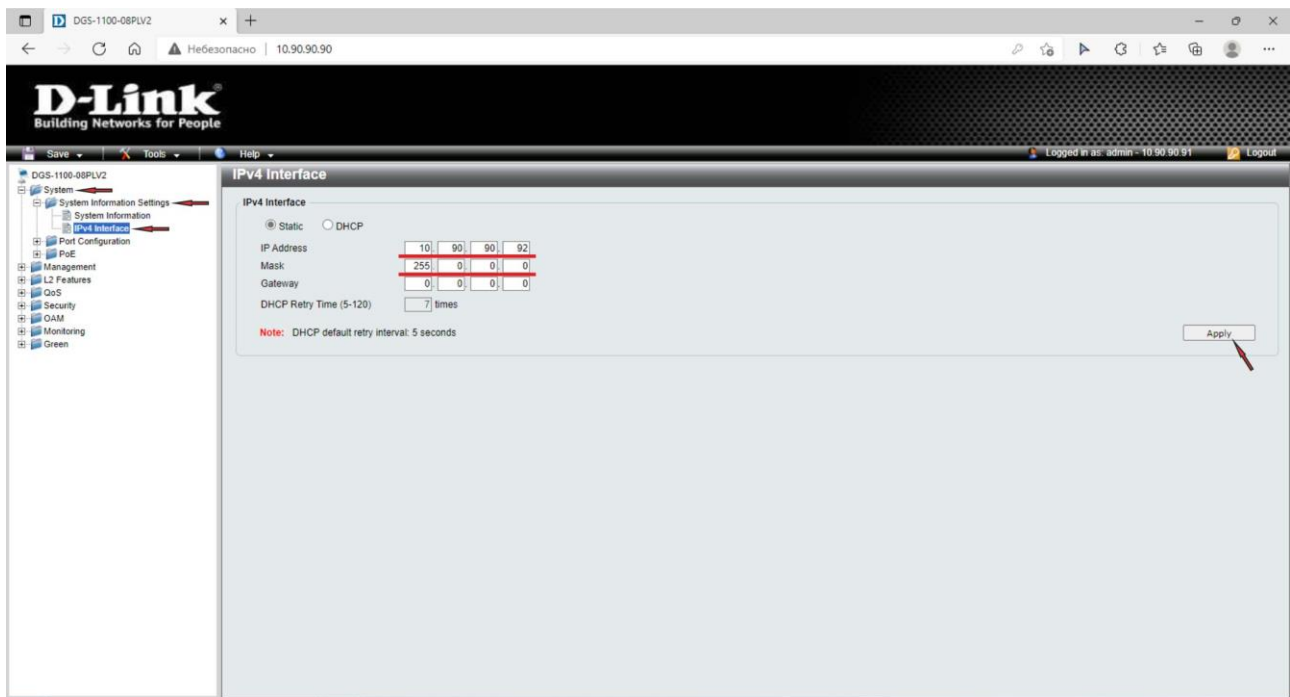 DGS-1100-08PLV2
Небезопасно | 10.90.90.90
D-Link
Building Networks for People
Save Tools Help Logged in as: admin - 10.90.90.91 Logout
DGS-1100-08PLV2
System
System Information Settings
System Information
IPv4 Interface
Port Configuration
PoE
Management
L2 Features
QoS
Security
OAM
Monitoring
Green
IPv4 Interface
IPv4 Interface
Static DHCP
IP Address 10. 90. 90. 92
Mask 255. 0. 0. 0
Gateway 0. 0. 0. 0
DHCP Retry Time (5-120) 7 times
Note: DHCP default retry interval: 5 seconds
Apply